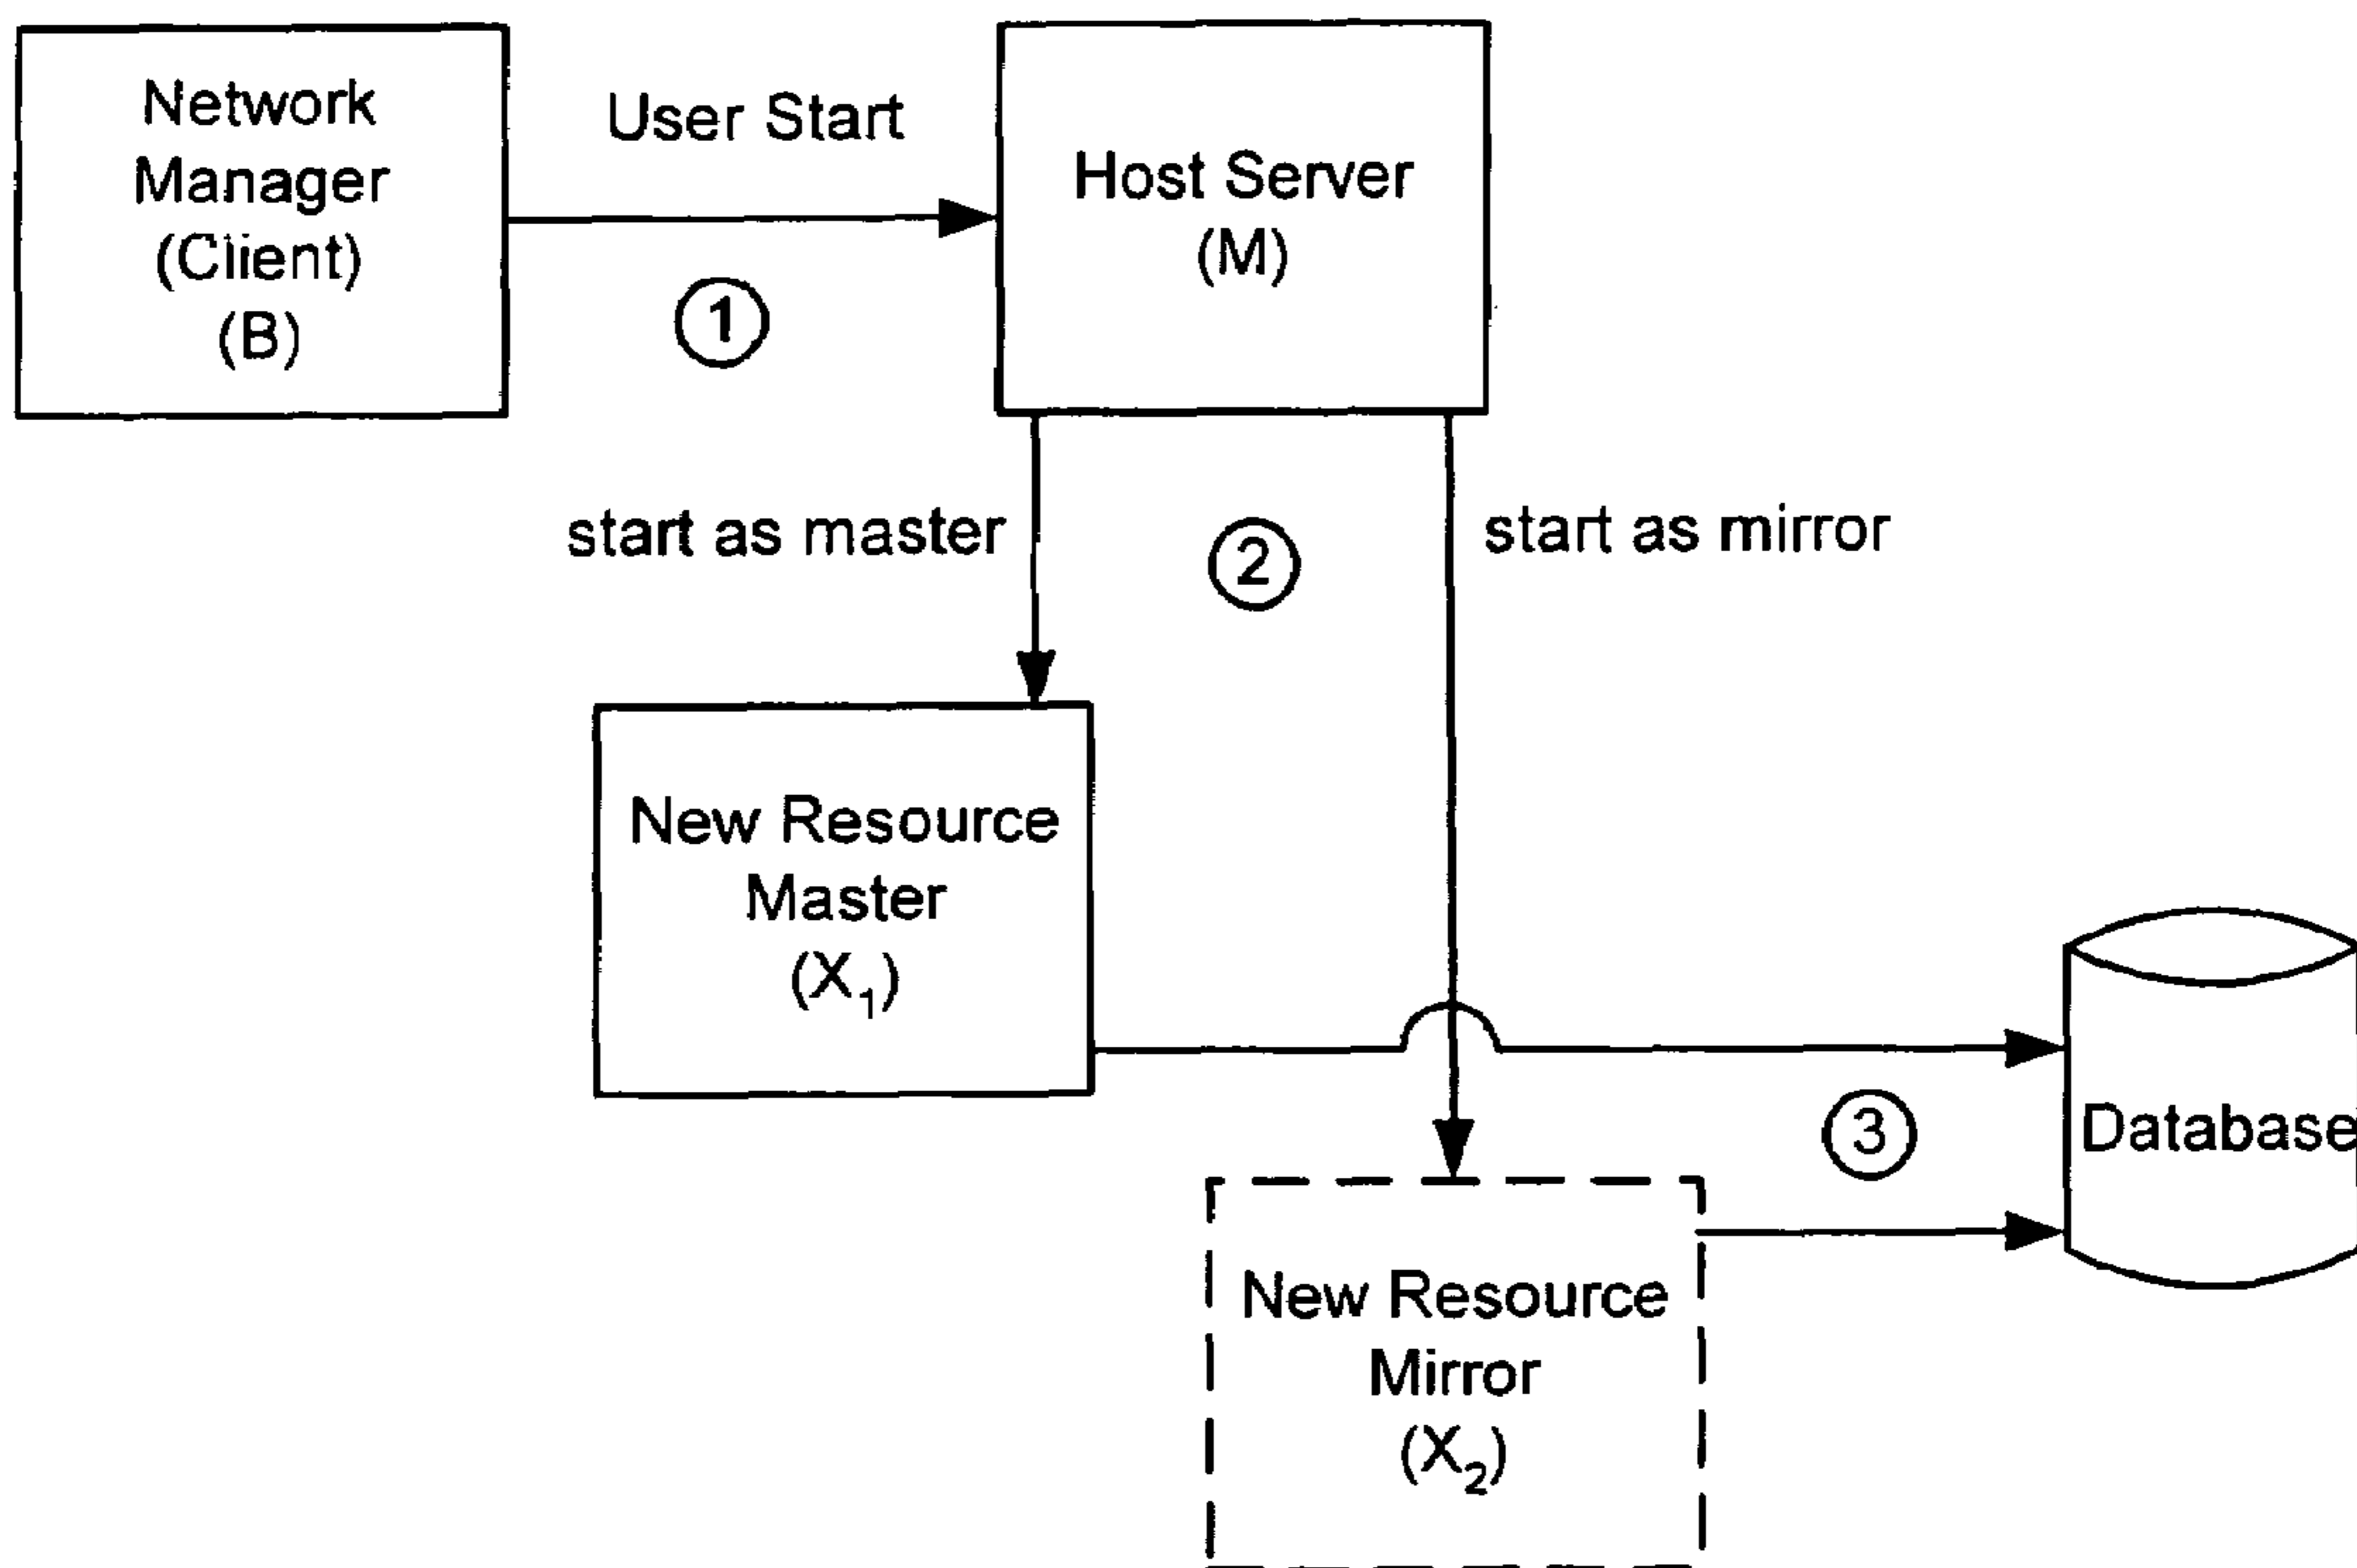 Network
Manager
(Client)
(B)
User Start
①
Host Server
(M)
start as master
②
start as mirror
New Resource
Master
(X₁)
③
Database
New Resource
Mirror
(X₂)